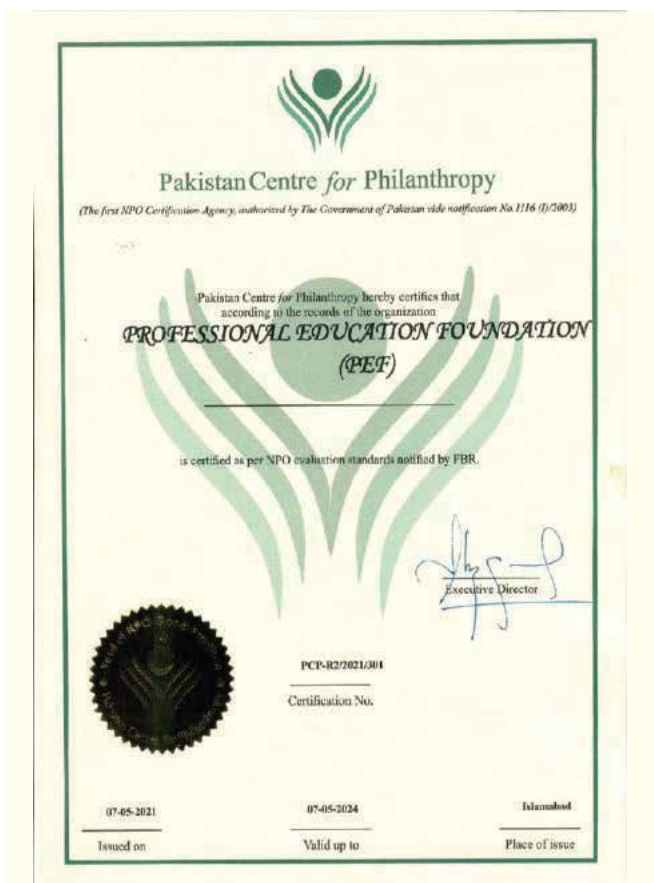 Pakistan Centre for Philanthropy
(The first NPO Certification Agency, authorized by The Government of Pakistan vide notification No. 1116 (I)/2003)
Pakistan Centre for Philanthropy hereby certifies that
according to the records of the organization
PROFESSIONAL EDUCATION FOUNDATION
(PEF)
is certified as per NPO evaluation standards notified by FBR.
Executive Director
PCP-R2/2021/301
Certification No.
07-05-2021
Issued on
07-05-2024
Valid up to
Islamabad
Place of issue